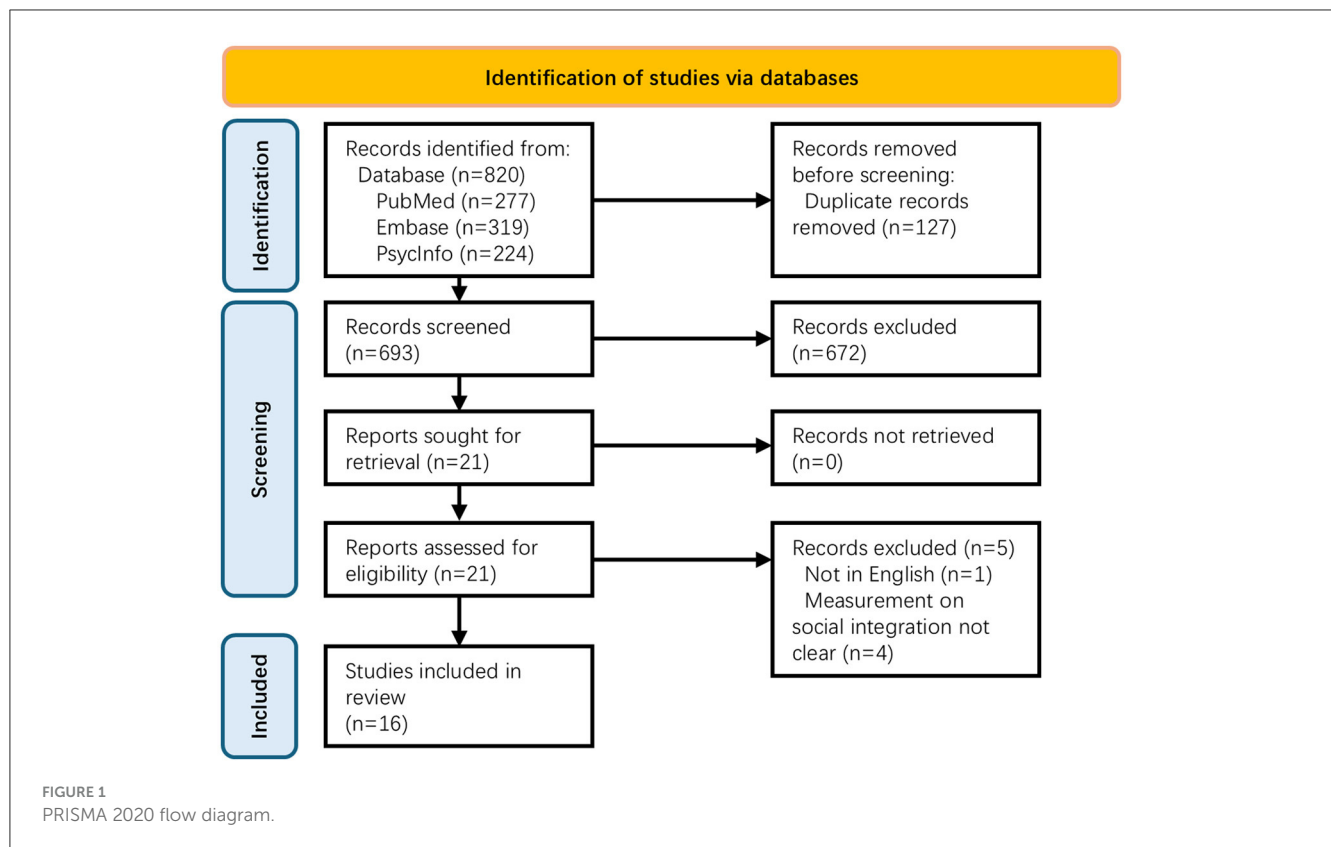 Identification of studies via databases
Identification
Records identified from:
Database (n=820)
PubMed (n=277)
Embase (n=319)
PsycInfo (n=224)
Records removed
before screening:
Duplicate records
removed (n=127)
Screening
Records screened
(n=693)
Records excluded
(n=672)
Reports sought for
retrieval (n=21)
Records not retrieved
(n=0)
Reports assessed for
eligibility (n=21)
Records excluded (n=5)
Not in English (n=1)
Measurement on
social integration not
clear (n=4)
Included
Studies included in
review
(n=16)
FIGURE 1
PRISMA 2020 flow diagram.